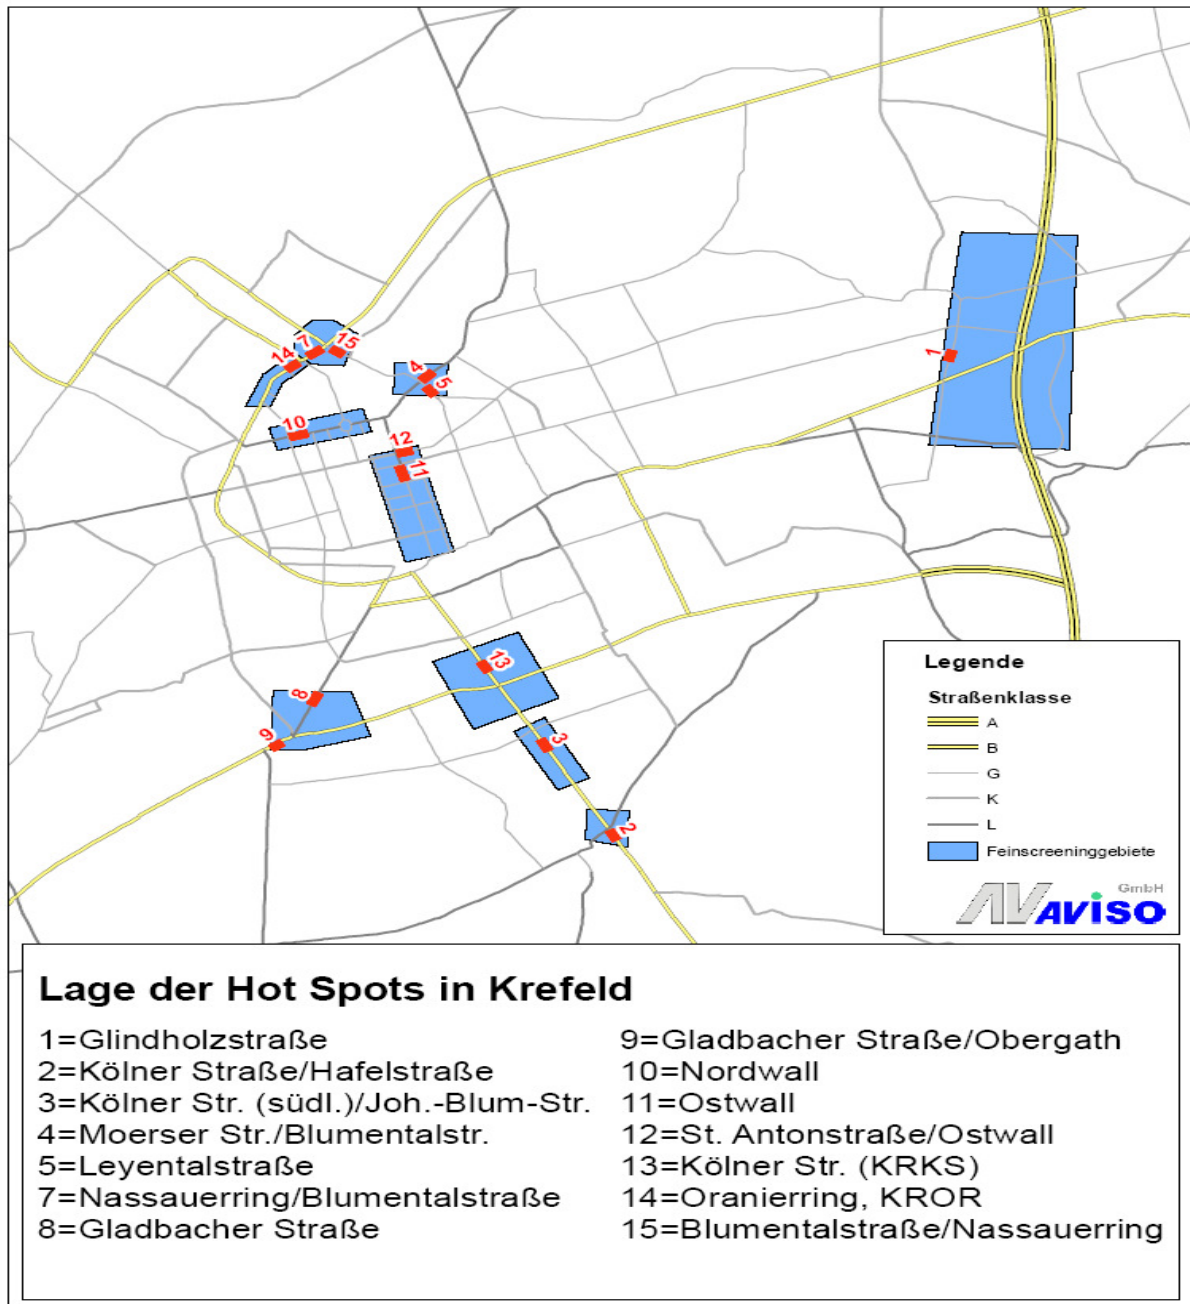 7
15
14
4
5
1
10
12
11
13
8
9
3
2
Legende
Straßenklasse
A
B
G
K
L
Feinscreeninggebiete
GmbH
AVISO
Lage der Hot Spots in Krefeld
1=Glindholzstraße
2=Kölner Straße/Hafelstraße
3=Kölner Str. (südl.)/Joh.-Blum-Str.
4=Moerser Str./Blumentalstr.
5=Leyentalstraße
7=Nassauerring/Blumentalstraße
8=Gladbacher Straße
9=Gladbacher Straße/Obergath
10=Nordwall
11=Ostwall
12=St. Antonstraße/Ostwall
13=Kölner Str. (KRKS)
14=Oranierring, KROR
15=Blumentalstraße/Nassauerring